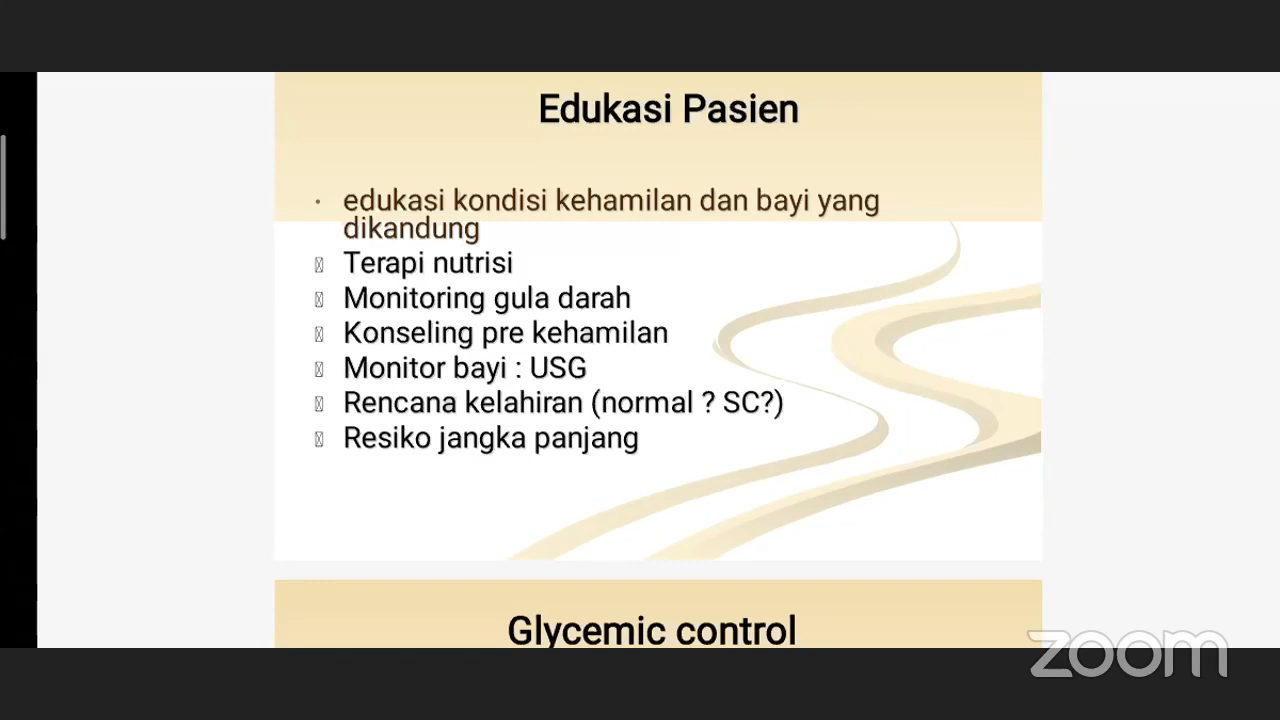 Edukasi Pasien
· edukasi kondisi kehamilan dan bayi yang
dikandung
Terapi nutrisi
Monitoring gula darah
Konseling pre kehamilan
Monitor bayi : USG
Rencana kelahiran (normal ? SC?)
Resiko jangka panjang
Glycemic control
zoom